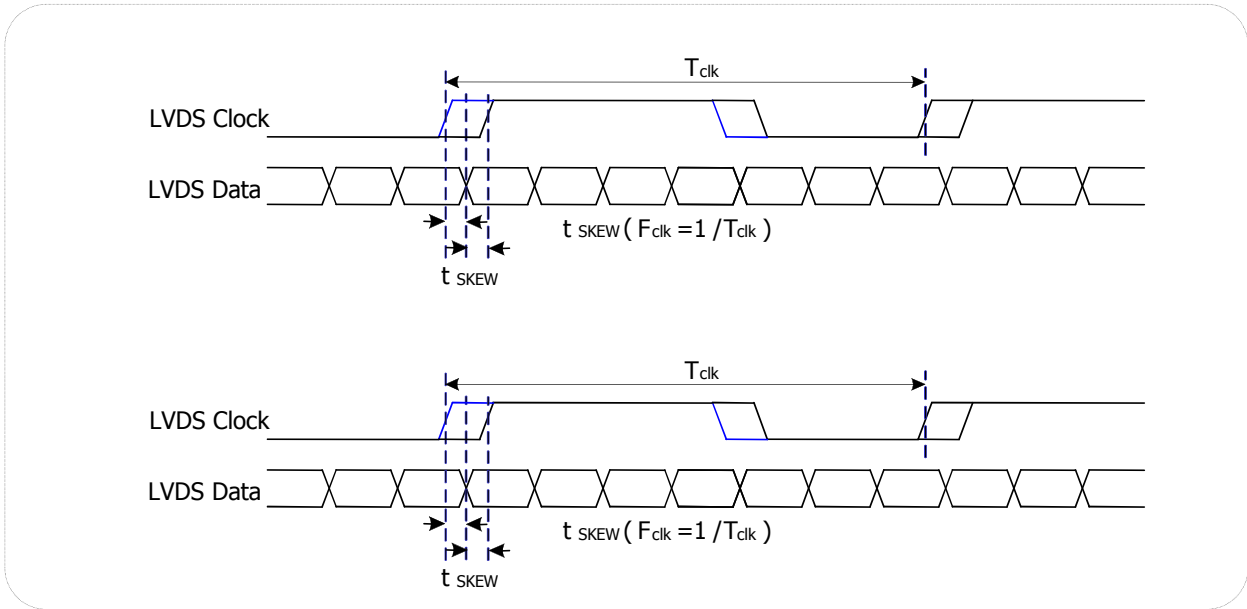 Tclk
LVDS Clock
LVDS Data
t SKEW ( Fclk =1 /Tclk )
t SKEW
Tclk
LVDS Clock
LVDS Data
t SKEW ( Fclk =1 /Tclk )
t SKEW